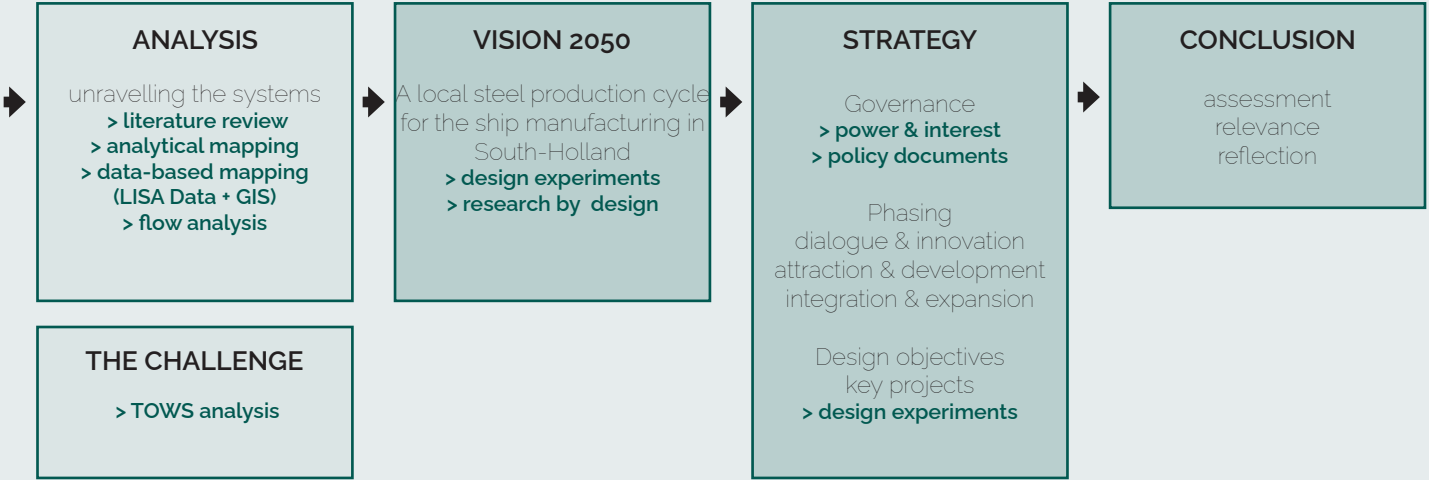 ANALYSIS
unravelling the systems
> literature review
> analytical mapping
> data-based mapping
(LISA Data + GIS)
> flow analysis
THE CHALLENGE
> TOWS analysis
VISION 2050
A local steel production cycle
for the ship manufacturing in
South-Holland
> design experiments
> research by design
STRATEGY
Governance
> power & interest
> policy documents
Phasing
dialogue & innovation
attraction & development
integration & expansion
Design objectives
key projects
> design experiments
CONCLUSION
assessment
relevance
reflection